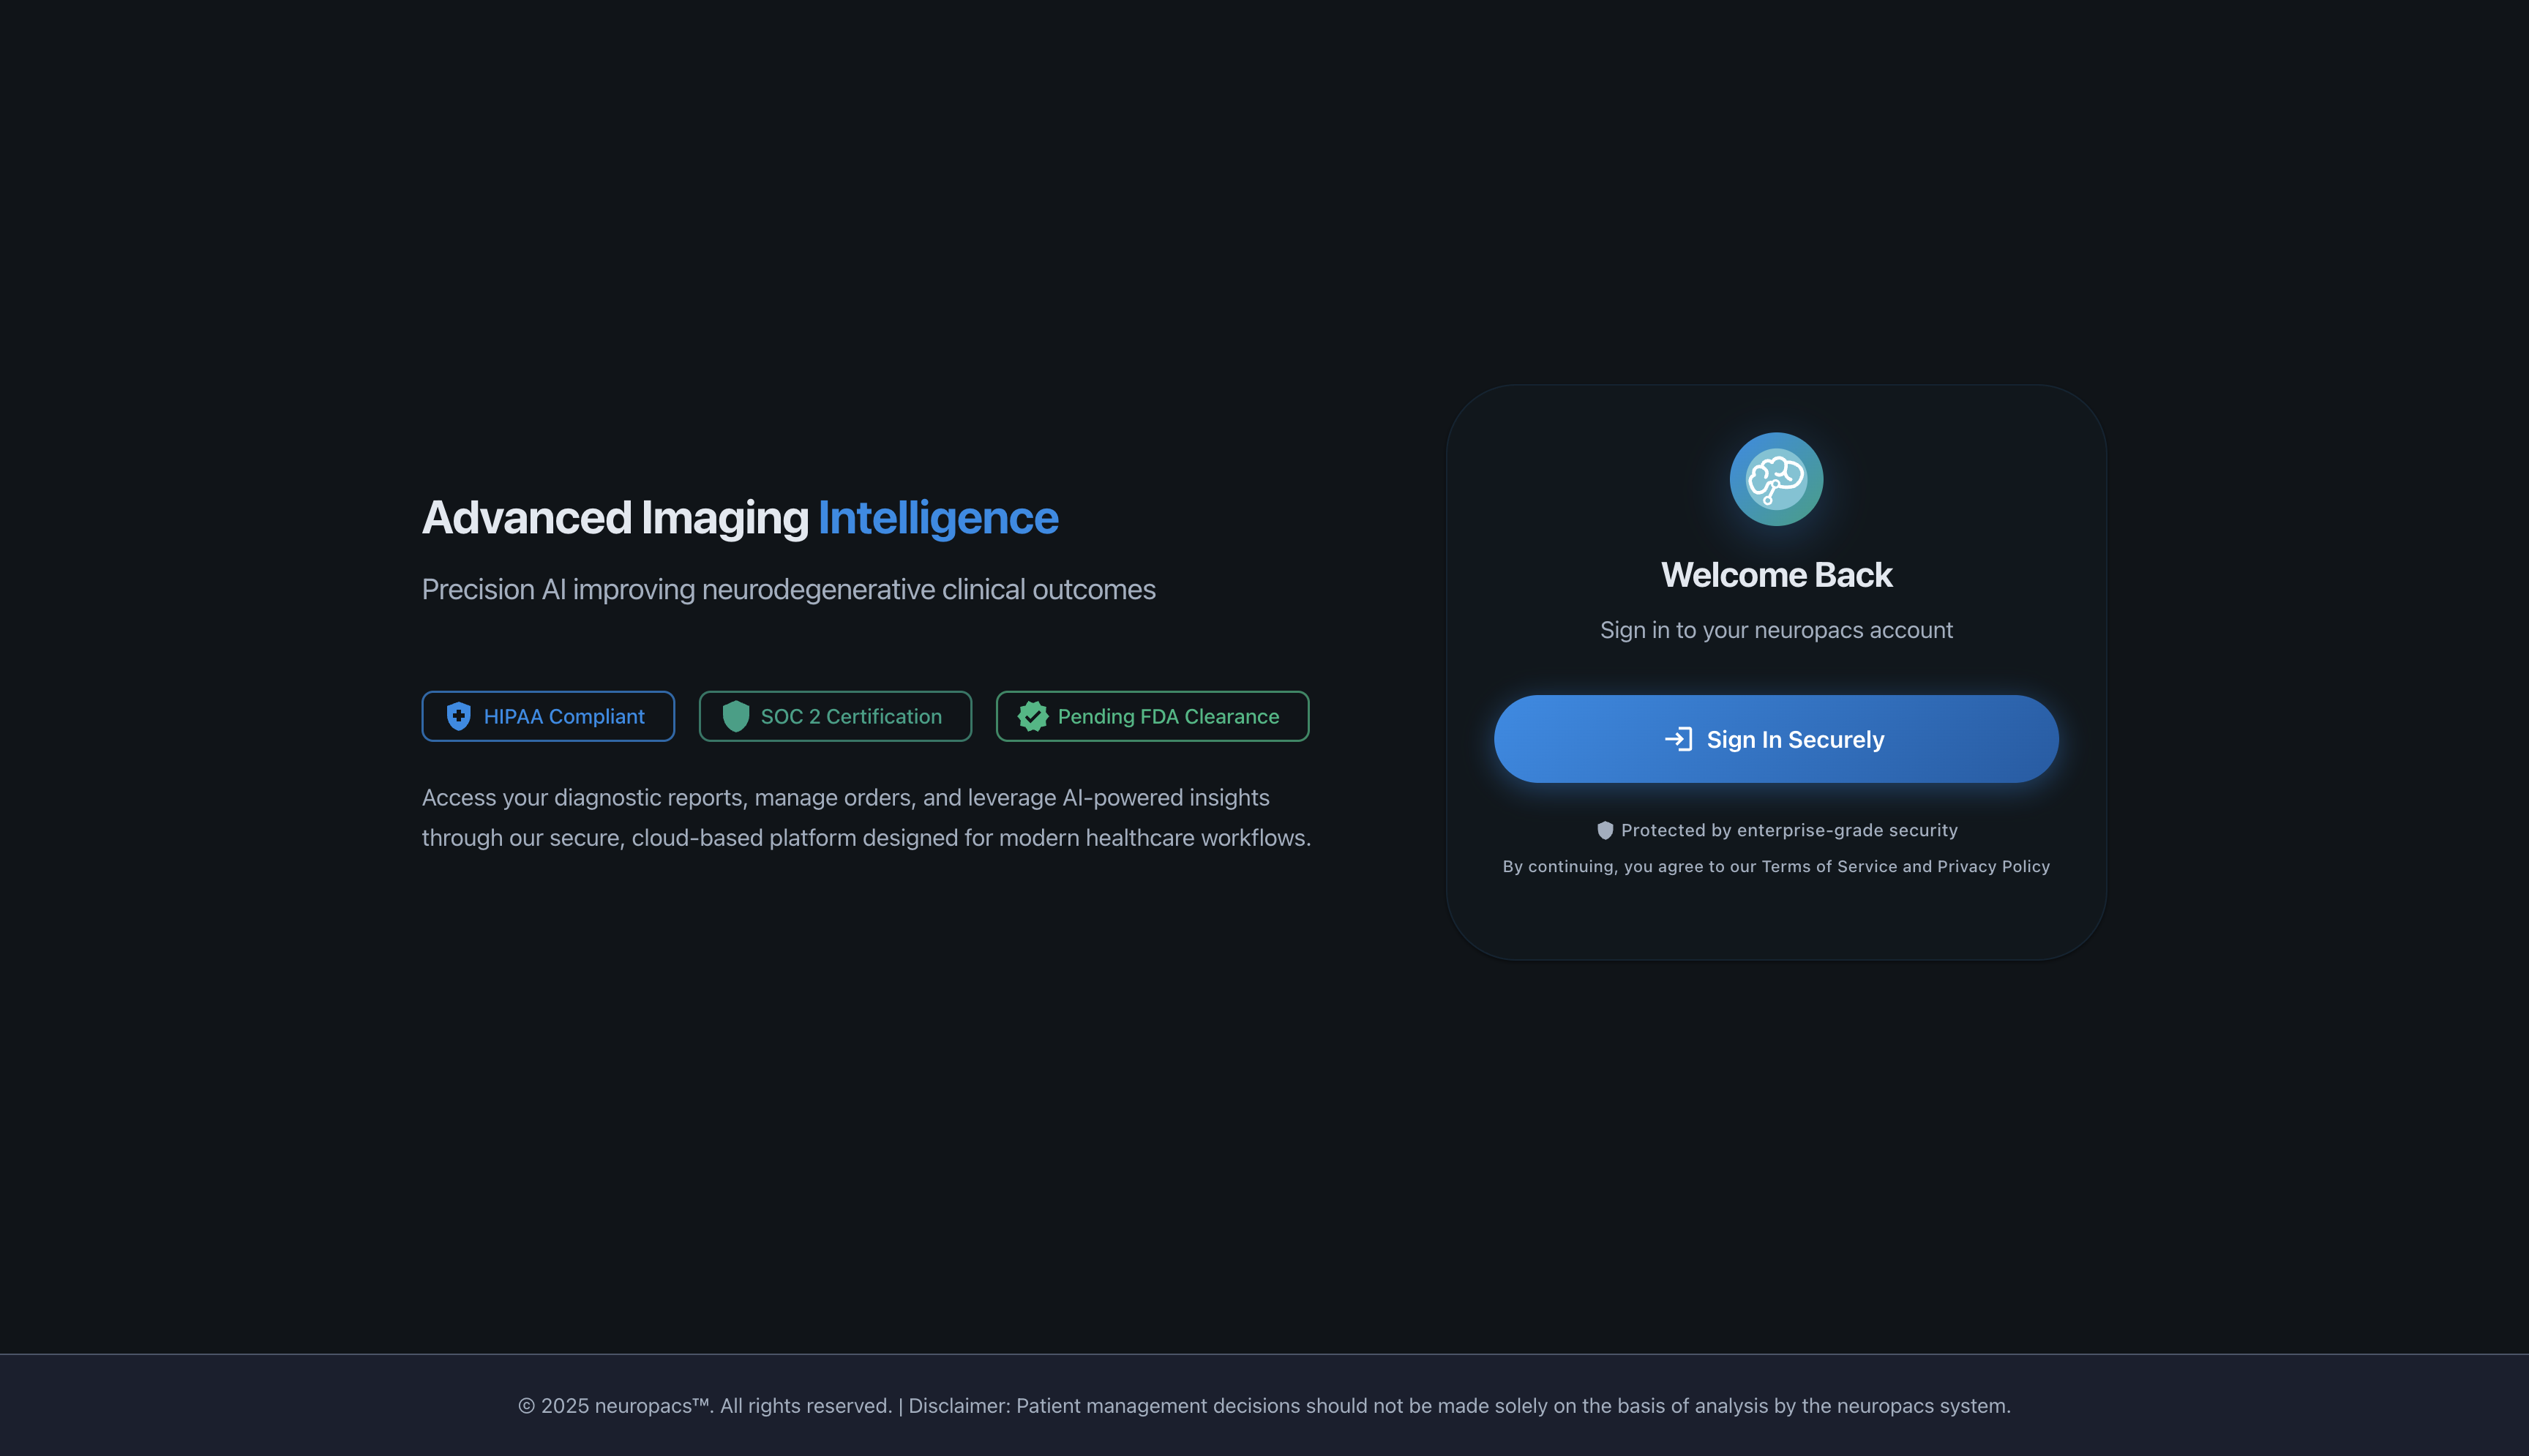 Advanced Imaging Intelligence
Precision AI improving neurodegenerative clinical outcomes
HIPAA Compliant
SOC 2 Certification
Pending FDA Clearance
Access your diagnostic reports, manage orders, and leverage AI-powered insights
through our secure, cloud-based platform designed for modern healthcare workflows.
Welcome Back
Sign in to your neuropacs account
Sign In Securely
Protected by enterprise-grade security
By continuing, you agree to our Terms of Service and Privacy Policy
© 2025 neuropacs™. All rights reserved. | Disclaimer: Patient management decisions should not be made solely on the basis of analysis by the neuropacs system.